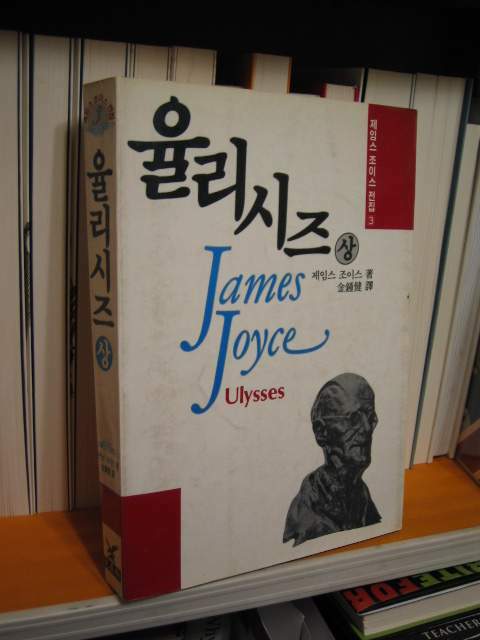 율리시즈 상
James
Joyce
Ulysses
제임스 조이스 著
金鍾健 譯
제임스 조이스 전집 3
율리시즈 상
EACHER